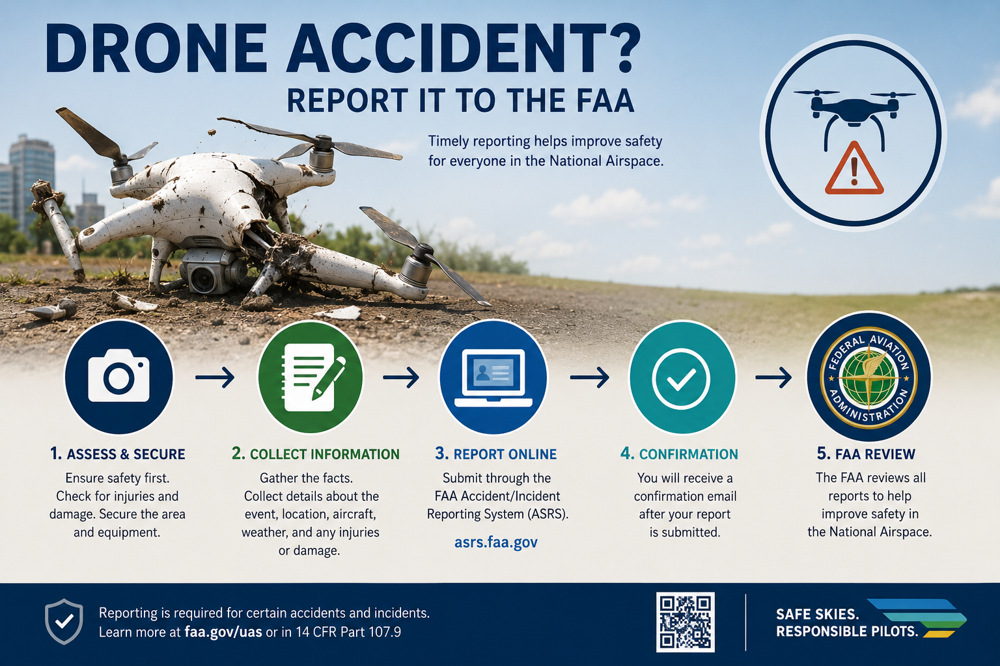 DRONE ACCIDENT?
REPORT IT TO THE FAA
Timely reporting helps improve safety
for everyone in the National Airspace.
FEDERAL AVIATION
ADMINISTRATION
1. ASSESS & SECURE
Ensure safety first.
Check for injuries and
damage. Secure the area
and equipment.
2. COLLECT INFORMATION
Gather the facts.
Collect details about the
event, location, aircraft,
weather, and any injuries
or damage.
3. REPORT ONLINE
Submit through the
FAA Accident/Incident
Reporting System (ASRS).
asrs.faa.gov
4. CONFIRMATION
You will receive a
confirmation email
after your report
is submitted.
5. FAA REVIEW
The FAA reviews all
reports to help
improve safety in
the National Airspace.
Reporting is required for certain accidents and incidents.
Learn more at faa.gov/uas or in 14 CFR Part 107.9
SAFE SKIES.
RESPONSIBLE PILOTS.